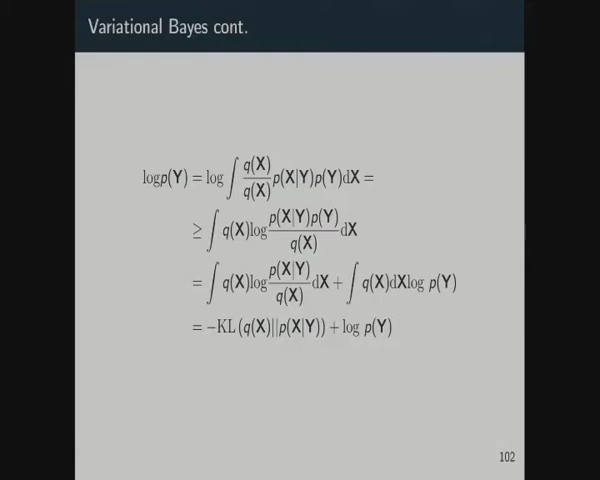 Variational Bayes cont.
logp(Y) = log ∫ q(X)/q(X) p(X|Y)p(Y)dX =
≥ ∫ q(X)log p(X|Y)p(Y)/q(X) dX
= ∫ q(X)log p(X|Y)/q(X) dX + ∫ q(X)dXlog p(Y)
= −KL (q(X)||p(X|Y)) + log p(Y)
102